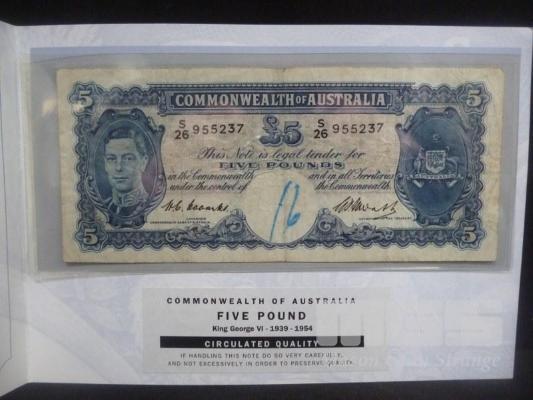 COMMONWEALTH OF AUSTRALIA
5 5
S/26 955237 £5 S/26 955237
This Note is legal tender for
FIVE POUNDS
in the Commonwealth and in all Territories
under the control of the Commonwealth.
AUSTRALIA
5 5
COMMONWEALTH OF AUSTRALIA
FIVE POUND
King George VI - 1939 - 1954
CIRCULATED QUALITY
IF HANDLING THIS NOTE DO SO VERY CAREFULLY,
AND NOT EXCESSIVELY IN ORDER TO PRESERVE QUALITY.